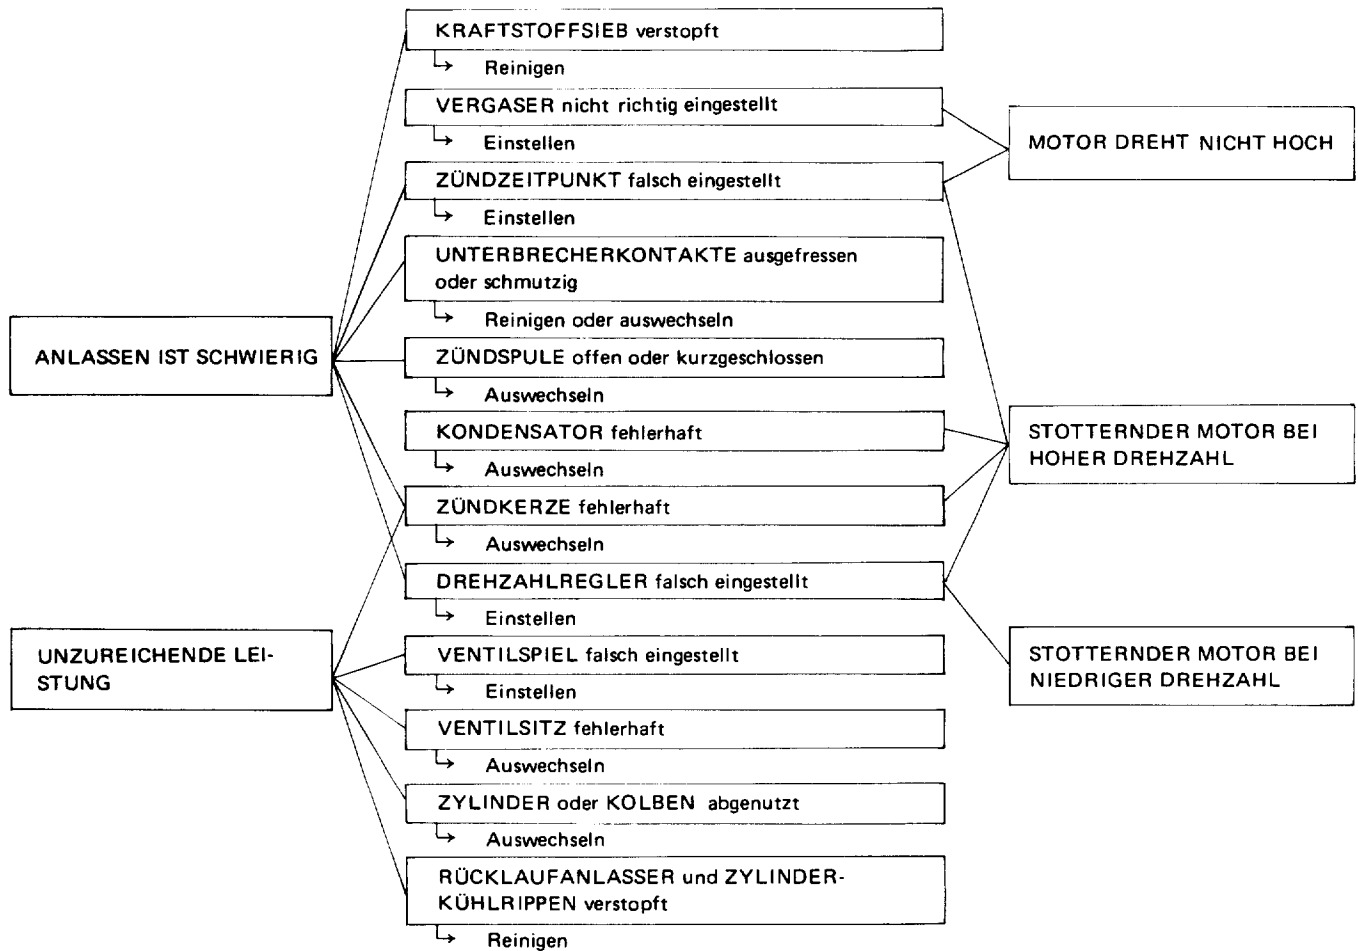 KRAFTSTOFFSIEB verstopft
→ Reinigen
VERGASER nicht richtig eingestellt
→ Einstellen
ZÜNDZEITPUNKT falsch eingestellt
→ Einstellen
UNTERBRECHERKONTAKTE ausgefressen
oder schmutzig
→ Reinigen oder auswechseln
ZÜNDSPULE offen oder kurzgeschlossen
→ Auswechseln
KONDENSATOR fehlerhaft
→ Auswechseln
ZÜNDKERZE fehlerhaft
→ Auswechseln
DREHZAHLREGLER falsch eingestellt
→ Einstellen
VENTILSPIEL falsch eingestellt
→ Einstellen
VENTILSITZ fehlerhaft
→ Auswechseln
ZYLINDER oder KOLBEN abgenutzt
→ Auswechseln
RÜCKLAUFANLASSER und ZYLINDER-
KÜHLRIPPEN verstopft
→ Reinigen
ANLASSEN IST SCHWIERIG
UNZUREICHENDE LEI-
STUNG
MOTOR DREHT NICHT HOCH
STOTTERNDER MOTOR BEI
HOHER DREHZAHL
STOTTERNDER MOTOR BEI
NIEDRIGER DREHZAHL